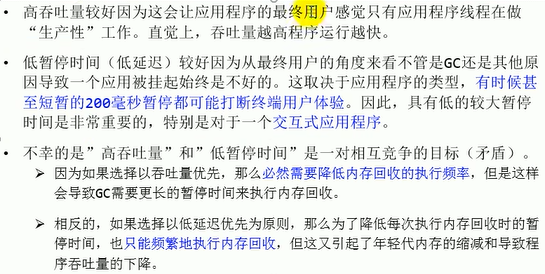 • 高吞吐量较好因为这会让应用程序的最终用户感觉只有应用程序线程在做
“生产性”工作。直觉上，吞吐量越高程序运行越快。
• 低暂停时间（低延迟）较好因为从最终用户的角度来看不管是GC还是其他原
因导致一个应用被挂起始终是不好的。这取决于应用程序的类型，有时候甚
至短暂的200毫秒暂停都可能打断终端用户体验。因此，具有低的较大暂停
时间是非常重要的，特别是对于一个交互式应用程序。
• 不幸的是”高吞吐量”和”低暂停时间”是一对相互竞争的目标（矛盾）。
➢ 因为如果选择以吞吐量优先，那么必然需要降低内存回收的执行频率，但是这样
会导致GC需要更长的暂停时间来执行内存回收。
➢ 相反的，如果选择以低延迟优先为原则，那么为了降低每次执行内存回收时的暂
停时间，也只能频繁地执行内存回收，但这又引起了年轻代内存的缩减和导致程
序吞吐量的下降。